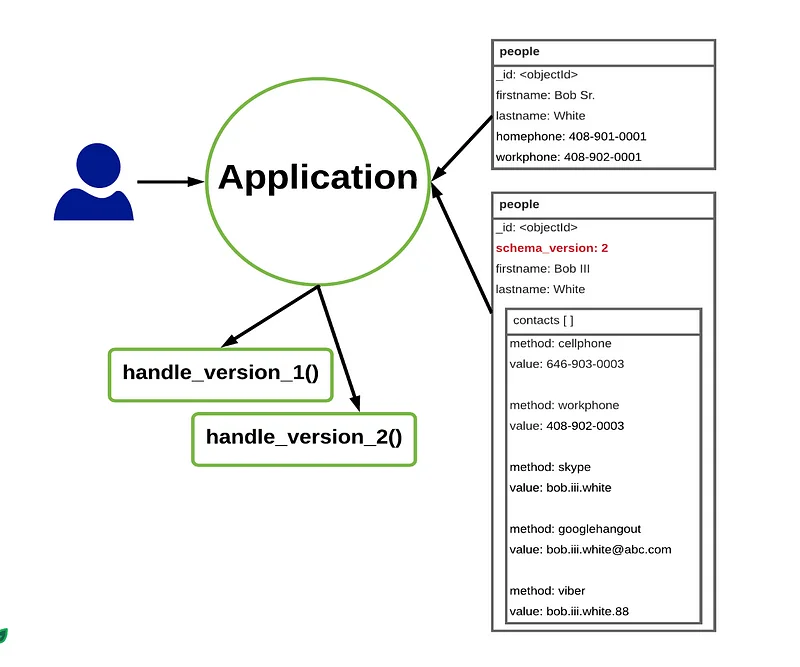 Application
handle_version_1()
handle_version_2()
people
_id: <objectId>
firstname: Bob Sr.
lastname: White
homephone: 408-901-0001
workphone: 408-902-0001
people
_id: <objectId>
schema_version: 2
firstname: Bob III
lastname: White
contacts [ ]
method: cellphone
value: 646-903-0003
method: workphone
value: 408-902-0003
method: skype
value: bob.iii.white
method: googlehangout
value: bob.iii.white@abc.com
method: viber
value: bob.iii.white.88